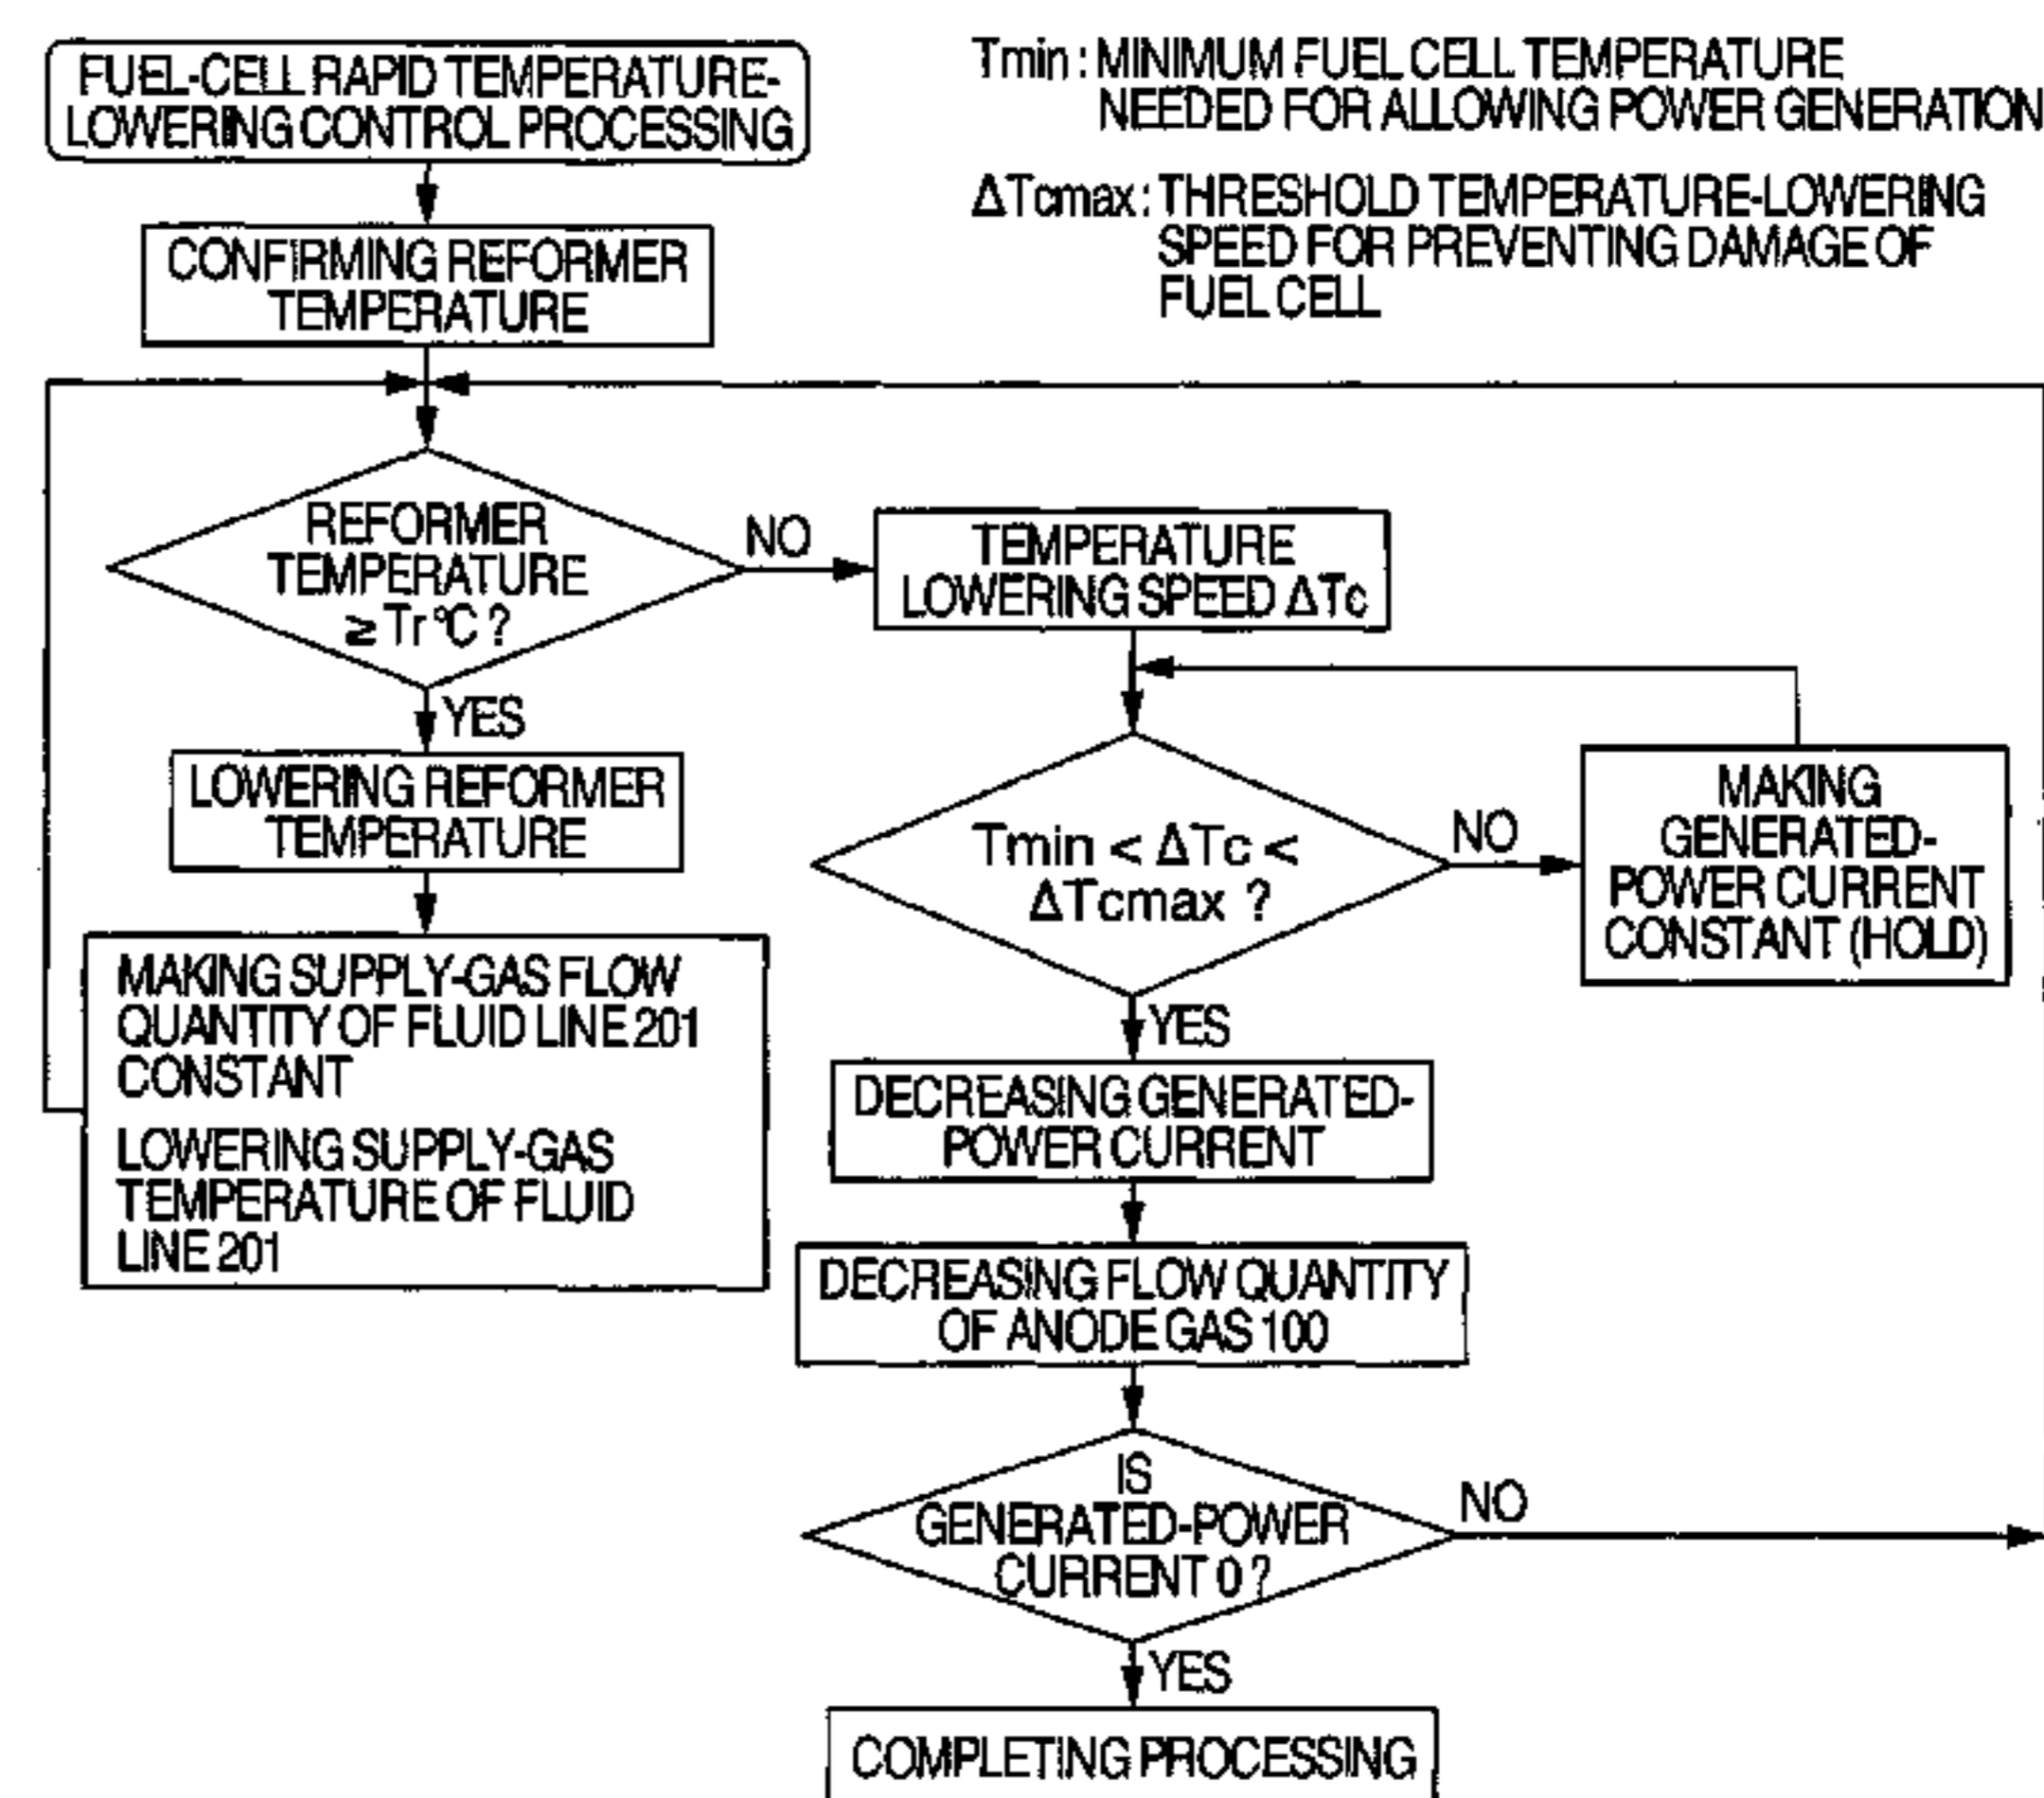 FUEL-CELL RAPID TEMPERATURE-
LOWERING CONTROL PROCESSING
Tmin : MINIMUM FUEL CELL TEMPERATURE
NEEDED FOR ALLOWING POWER GENERATION
ΔTcmax : THRESHOLD TEMPERATURE-LOWERING
SPEED FOR PREVENTING DAMAGE OF
FUEL CELL
CONFIRMING REFORMER
TEMPERATURE
REFORMER
TEMPERATURE
≥ Tr °C ?
NO
YES
TEMPERATURE
LOWERING SPEED ΔTc
LOWERING REFORMER
TEMPERATURE
MAKING SUPPLY-GAS FLOW
QUANTITY OF FLUID LINE 201
CONSTANT
LOWERING SUPPLY-GAS
TEMPERATURE OF FLUID
LINE 201
Tmin < ΔTc <
ΔTcmax ?
NO
MAKING
GENERATED-
POWER CURRENT
CONSTANT (HOLD)
YES
DECREASING GENERATED-
POWER CURRENT
DECREASING FLOW QUANTITY
OF ANODE GAS 100
IS
GENERATED-POWER
CURRENT 0 ?
NO
YES
COMPLETING PROCESSING